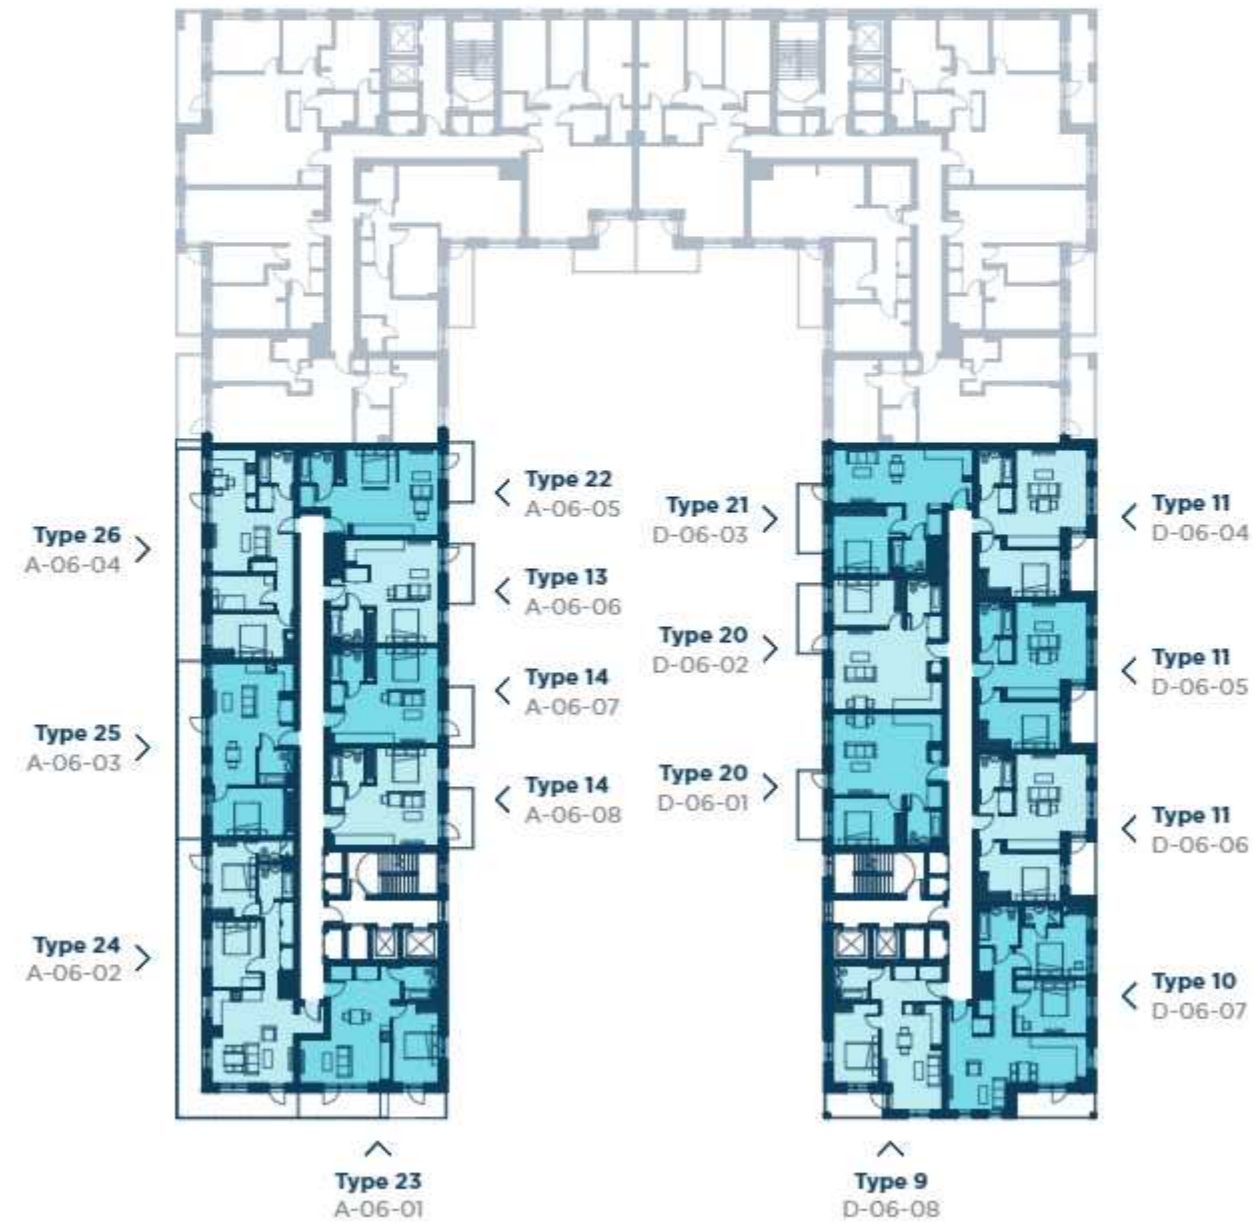 Type 22
A-06-05
Type 26
A-06-04
Type 13
A-06-06
Type 14
A-06-07
Type 25
A-06-03
Type 14
A-06-08
Type 24
A-06-02
Type 23
A-06-01
Type 21
D-06-03
Type 11
D-06-04
Type 20
D-06-02
Type 11
D-06-05
Type 20
D-06-01
Type 11
D-06-06
Type 10
D-06-07
Type 9
D-06-08